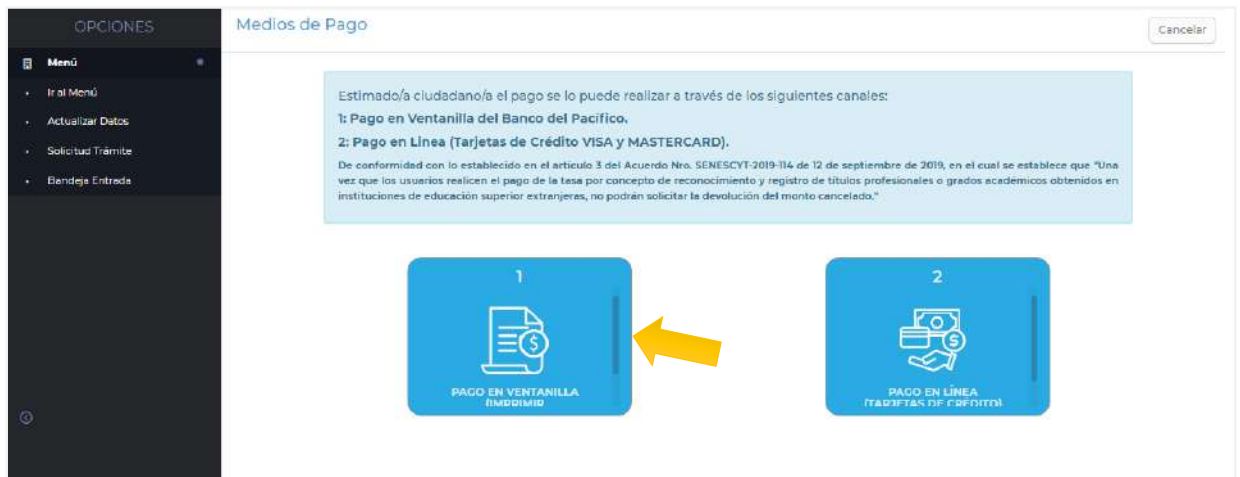 OPCIONES
Menú
Ir al Menú
Actualizar Datos
Solicitud Trámite
Bandeja Entrada
Medios de Pago
Cancelar
Estimado/a ciudadano/a el pago se lo puede realizar a través de los siguientes canales:
1: Pago en Ventanilla del Banco del Pacífico.
2: Pago en Linea (Tarjetas de Crédito VISA y MASTERCARD).
De conformidad con lo establecido en el artículo 3 del Acuerdo Nro. SENESCYT-2019-114 de 12 de septiembre de 2019, en el cual se establece que "Una
vez que los usuarios realicen el pago de la tasa por concepto de reconocimiento y registro de títulos profesionales o grados académicos obtenidos en
instituciones de educación superior extranjeras, no podrán solicitar la devolución del monto cancelado."
1
PAGO EN VENTANILLA
(IMPRIMIR
2
PAGO EN LÍNEA
(TARJETAS DE CRÉDITO)